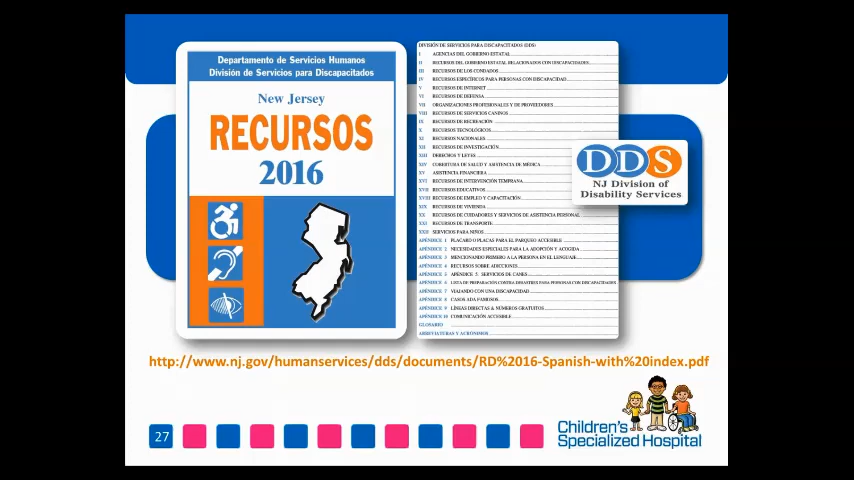 Departamento de Servicios Humanos
División de Servicios para Discapacitados
New Jersey
RECURSOS
2016
DIVISIÓN DE SERVICIOS PARA DISCAPACITADOS (DDS)
I AGENCIAS DEL GOBIERNO ESTATAL
II RECURSOS DEL GOBIERNO ESTATAL RELACIONADOS CON DISCAPACIDADES
III RECURSOS DE LOS CONDADOS
IV RECURSOS ESPECÍFICOS PARA PERSONAS CON DISCAPACIDAD
V RECURSOS DE INTERNET
VI RECURSOS DE DEFENSA
VII ORGANIZACIONES PROFESIONALES Y DE PROVEEDORES
VIII RECURSOS DE SERVICIOS CANINOS
IX RECURSOS DE RECREACIÓN
X RECURSOS TECNOLÓGICOS
XI RECURSOS NACIONALES
XII RECURSOS DE INVESTIGACIÓN
XIII DERECHOS Y LEYES
XIV COBERTURA DE SALUD Y ASISTENCIA DE MÉDICA
XV ASISTENCIA FINANCIERA
XVI RECURSOS DE INTERVENCIÓN TEMPRANA
XVII RECURSOS EDUCATIVOS
XVIII RECURSOS DE EMPLEO Y CAPACITACIÓN
XIX RECURSOS DE VIVIENDA
XX RECURSOS DE CUIDADORES Y SERVICIOS DE ASISTENCIA PERSONAL
XXI RECURSOS DE TRANSPORTE
XXII SERVICIOS PARA NIÑOS
APÉNDICE 1 PLACARD O PLACAS PARA EL PARQUEO ACCESIBLE
APÉNDICE 2 NECESIDADES ESPECIALES PARA LA ADOPCIÓN Y ACOGIDA
APÉNDICE 3 MENCIONANDO PRIMERO A LA PERSONA EN EL LENGUAJE
APÉNDICE 4 RECURSOS SOBRE ADICCIONES
APÉNDICE 5 APENDICE 5: SERVICIOS DE CANES
APÉNDICE 6 LISTA DE PREPARACIÓN CONTRA DESASTRES PARA PERSONAS CON DISCAPACIDADES
APÉNDICE 7 VIAJANDO CON UNA DISCAPACIDAD
APÉNDICE 8 CASOS ADA FAMOSOS
APÉNDICE 9 LÍNEAS DIRECTAS & NÚMEROS GRATUITOS
APÉNDICE 10 COMUNICACIÓN ACCESIBLE
GLOSARIO
ABREVIATURAS Y ACRÓNIMOS
DDS
NJ Division of
Disability Services
http://www.nj.gov/humanservices/dds/documents/RD%2016-Spanish-with%20index.pdf
27
Children's
Specialized Hospital